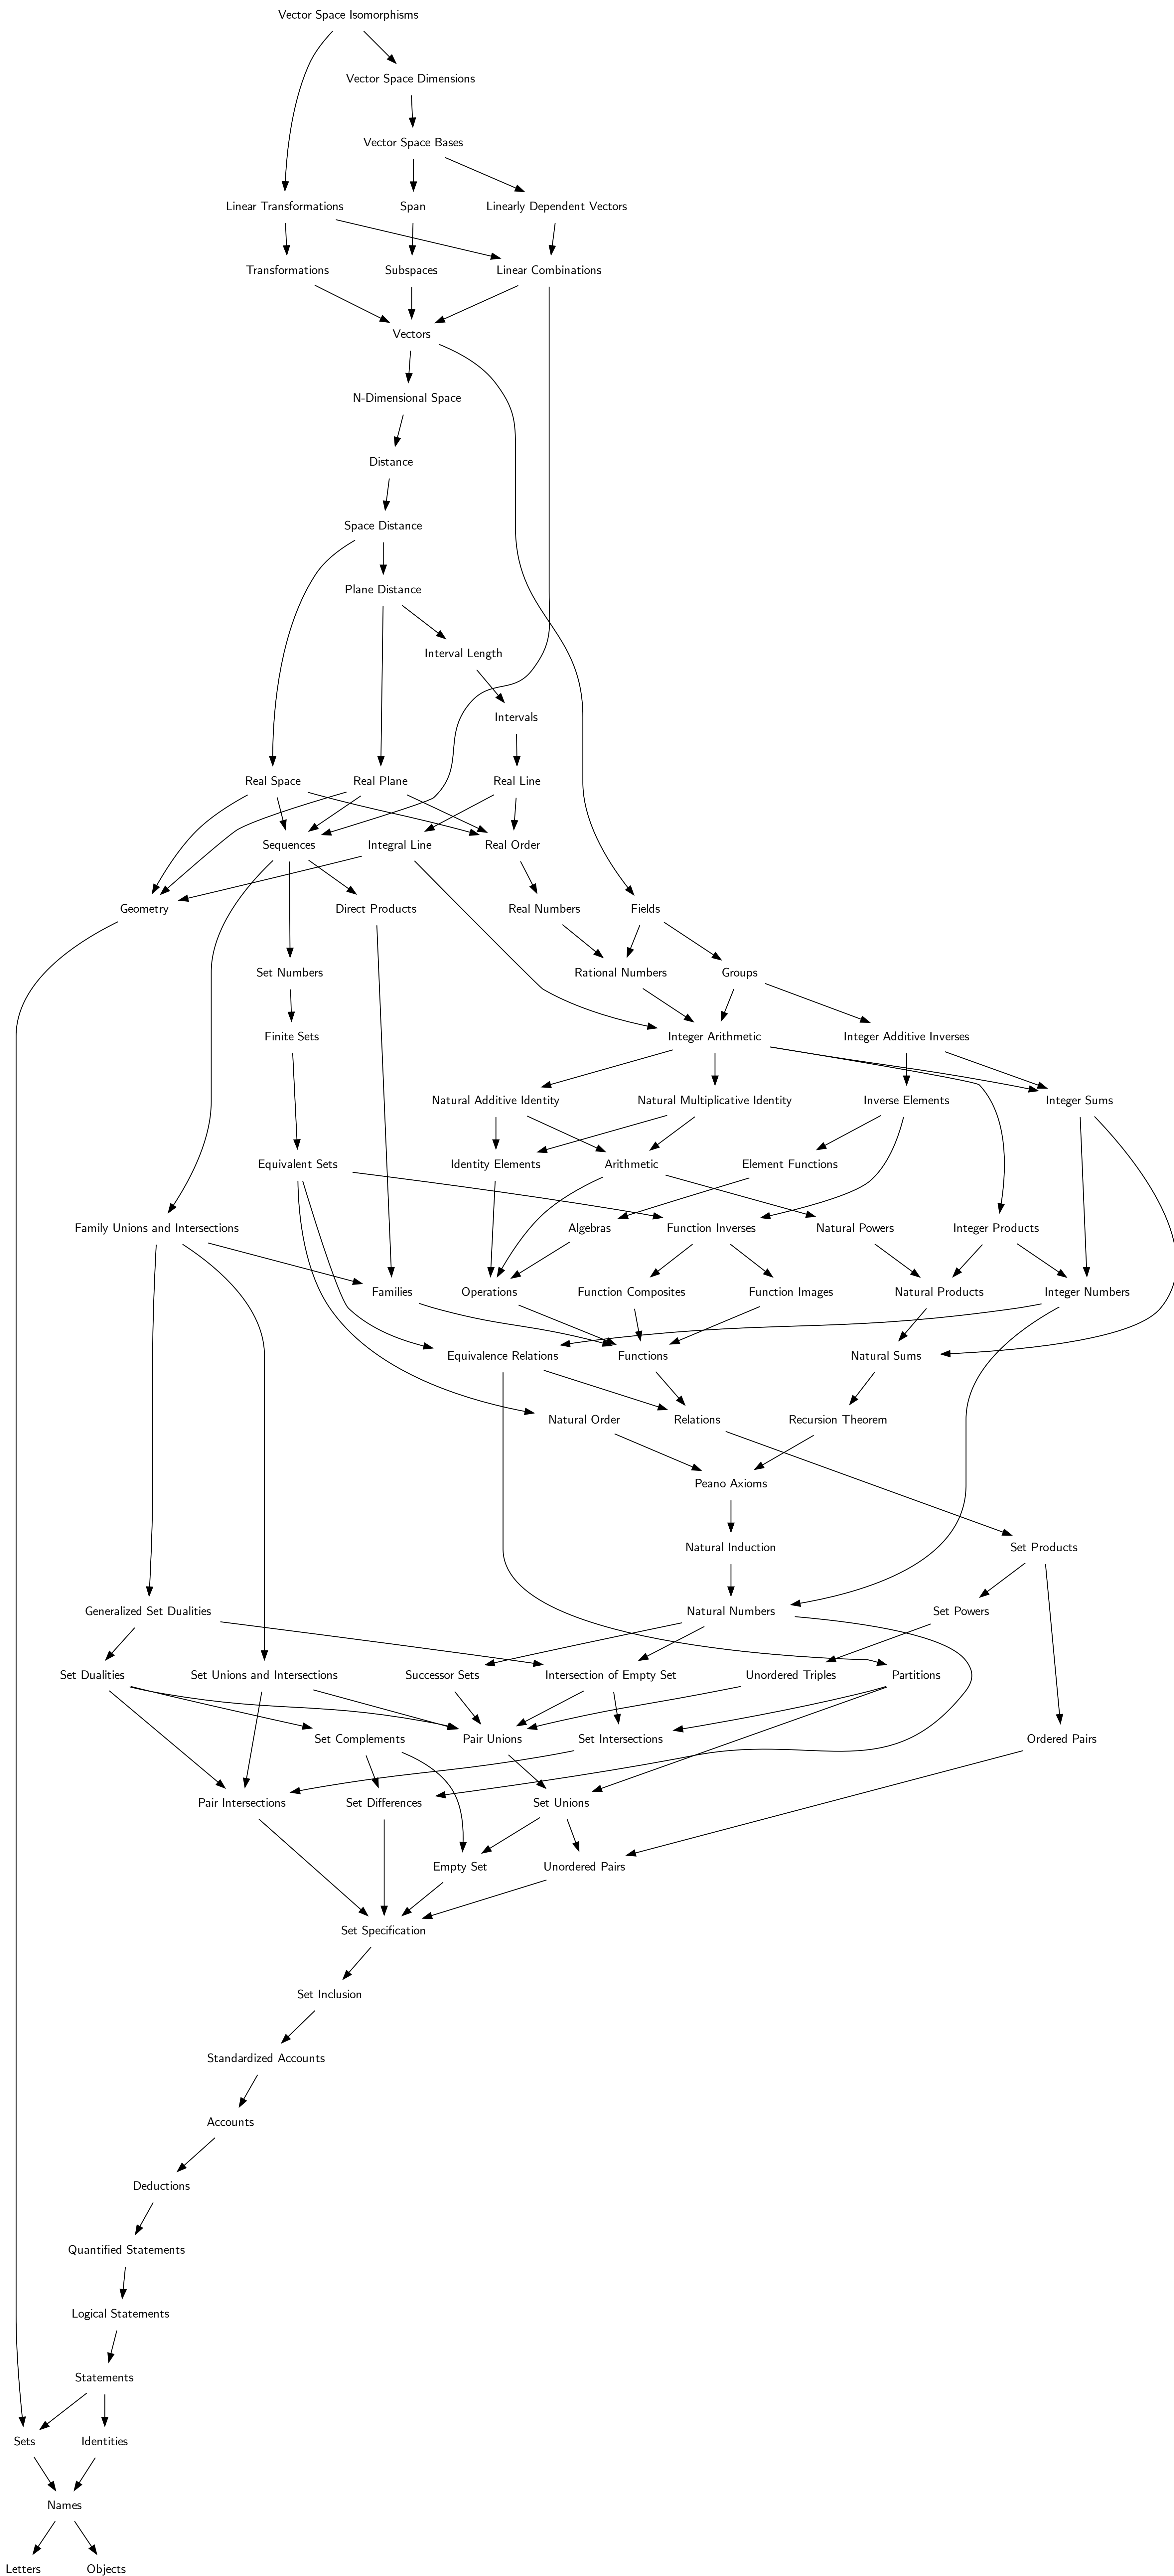 Vector Space Isomorphisms
Vector Space Dimensions
Vector Space Bases
Linear Transformations
Span
Linearly Dependent Vectors
Transformations
Subspaces
Linear Combinations
Vectors
N-Dimensional Space
Distance
Space Distance
Plane Distance
Interval Length
Intervals
Real Space
Real Plane
Real Line
Sequences
Integral Line
Real Order
Geometry
Direct Products
Real Numbers
Fields
Set Numbers
Rational Numbers
Groups
Finite Sets
Integer Arithmetic
Integer Additive Inverses
Natural Additive Identity
Natural Multiplicative Identity
Inverse Elements
Integer Sums
Equivalent Sets
Identity Elements
Arithmetic
Element Functions
Family Unions and Intersections
Algebras
Function Inverses
Natural Powers
Integer Products
Families
Operations
Function Composites
Function Images
Natural Products
Integer Numbers
Equivalence Relations
Functions
Natural Sums
Natural Order
Relations
Recursion Theorem
Peano Axioms
Natural Induction
Set Products
Generalized Set Dualities
Natural Numbers
Set Powers
Set Dualities
Set Unions and Intersections
Successor Sets
Intersection of Empty Set
Unordered Triples
Partitions
Set Complements
Pair Unions
Set Intersections
Ordered Pairs
Pair Intersections
Set Differences
Set Unions
Empty Set
Unordered Pairs
Set Specification
Set Inclusion
Standardized Accounts
Accounts
Deductions
Quantified Statements
Logical Statements
Statements
Sets
Identities
Names
Letters
Objects